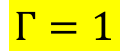 Γ = 1